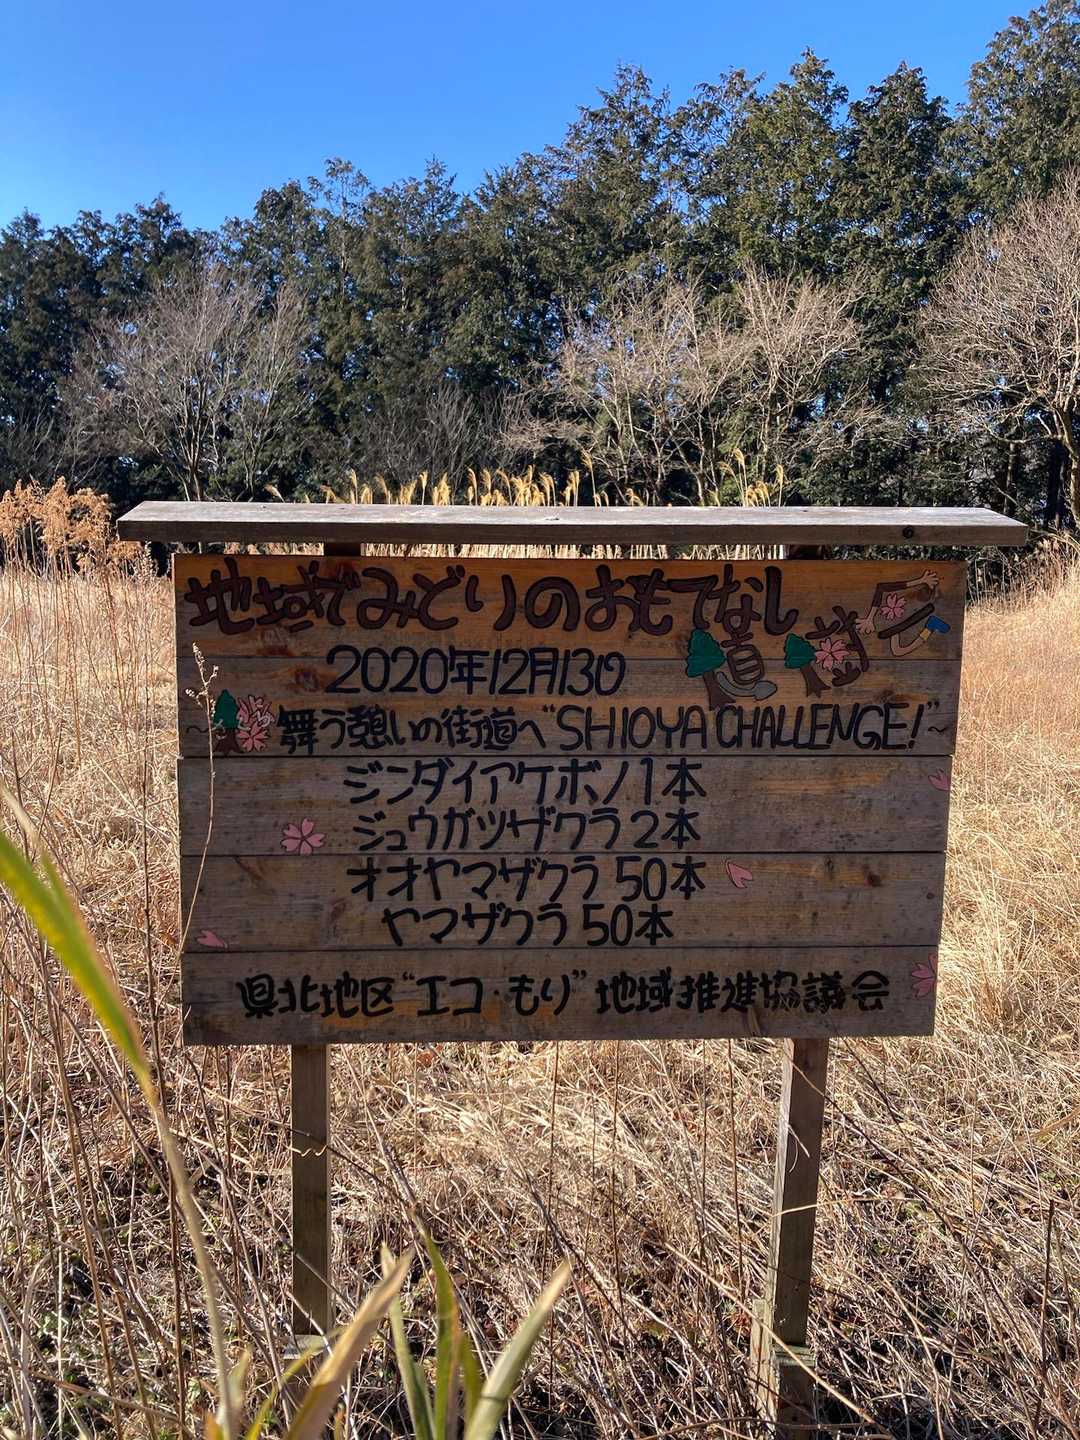 地域でみどりのおもてなし
道 樹
2020年12月13日
～舞う憩いの街道へ“SHIOYA CHALLENGE!”～
ジンダイアケボノ1本
ジュウガツザクラ2本
オオヤマザクラ50本
ヤマザクラ50本
県北地区“エコ・もり”地域推進協議会